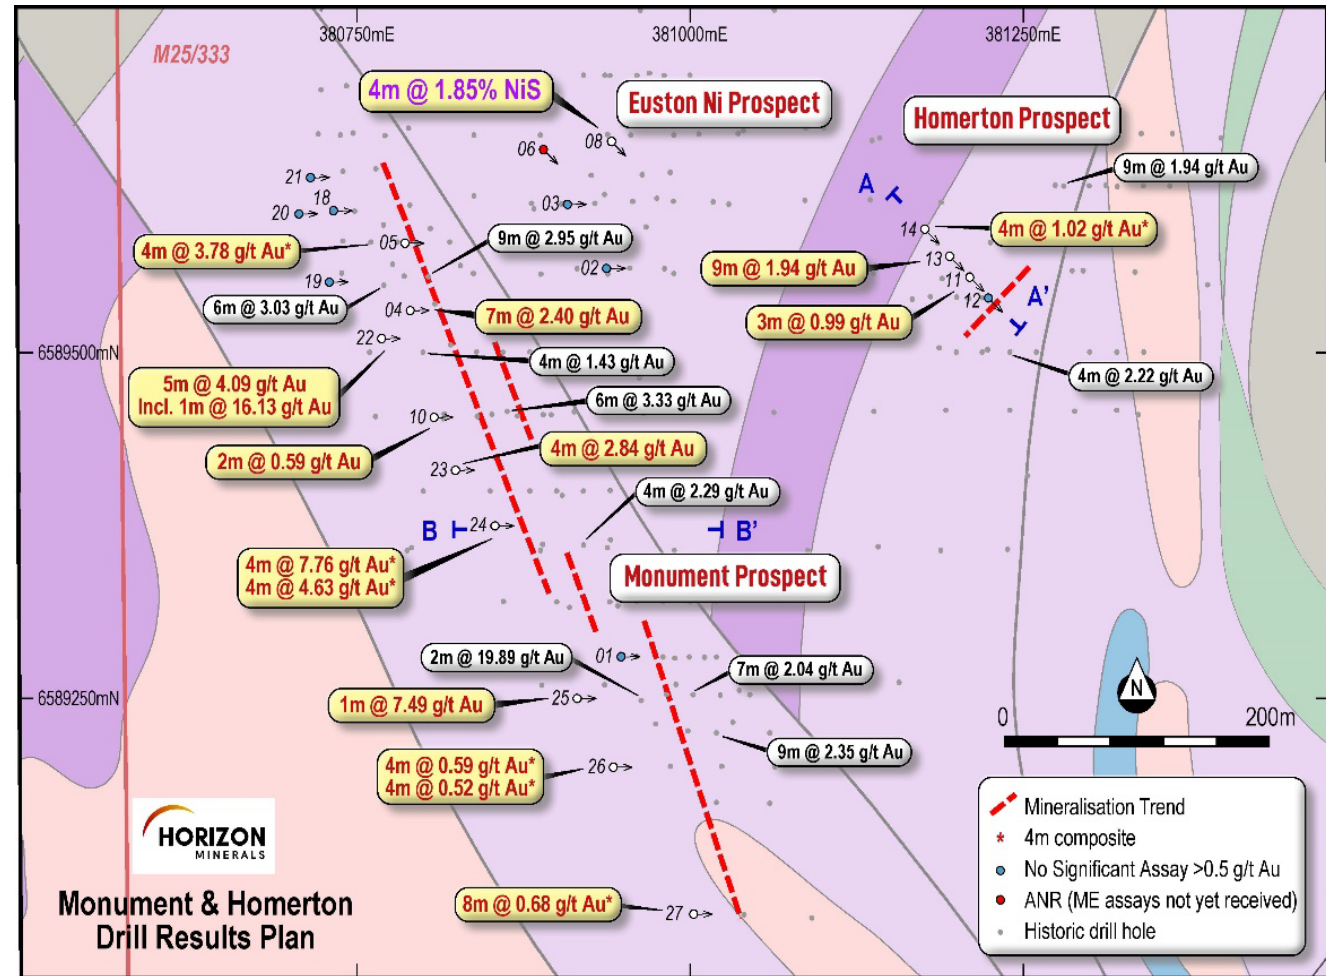 380750mE
381000mE
381250mE
M25/333
4m @ 1.85% NiS
Euston Ni Prospect
Homerton Prospect
08
06
9m @ 1.94 g/t Au
21
18
20
03
A
14
4m @ 1.02 g/t Au*
4m @ 3.78 g/t Au*
05
9m @ 2.95 g/t Au
13
9m @ 1.94 g/t Au
02
11
19
12
A'
6m @ 3.03 g/t Au
04
7m @ 2.40 g/t Au
3m @ 0.99 g/t Au
22
6589500mN
4m @ 1.43 g/t Au
4m @ 2.22 g/t Au
5m @ 4.09 g/t Au
Incl. 1m @ 16.13 g/t Au
6m @ 3.33 g/t Au
10
2m @ 0.59 g/t Au
4m @ 2.84 g/t Au
23
4m @ 2.29 g/t Au
B
24
B'
4m @ 7.76 g/t Au*
4m @ 4.63 g/t Au*
Monument Prospect
2m @ 19.89 g/t Au
01
7m @ 2.04 g/t Au
6589250mN
1m @ 7.49 g/t Au
25
N
0
200m
9m @ 2.35 g/t Au
4m @ 0.59 g/t Au*
4m @ 0.52 g/t Au*
26
HORIZON
MINERALS
Monument & Homerton
Drill Results Plan
8m @ 0.68 g/t Au*
27
Mineralisation Trend
* 4m composite
No Significant Assay >0.5 g/t Au
ANR (ME assays not yet received)
Historic drill hole